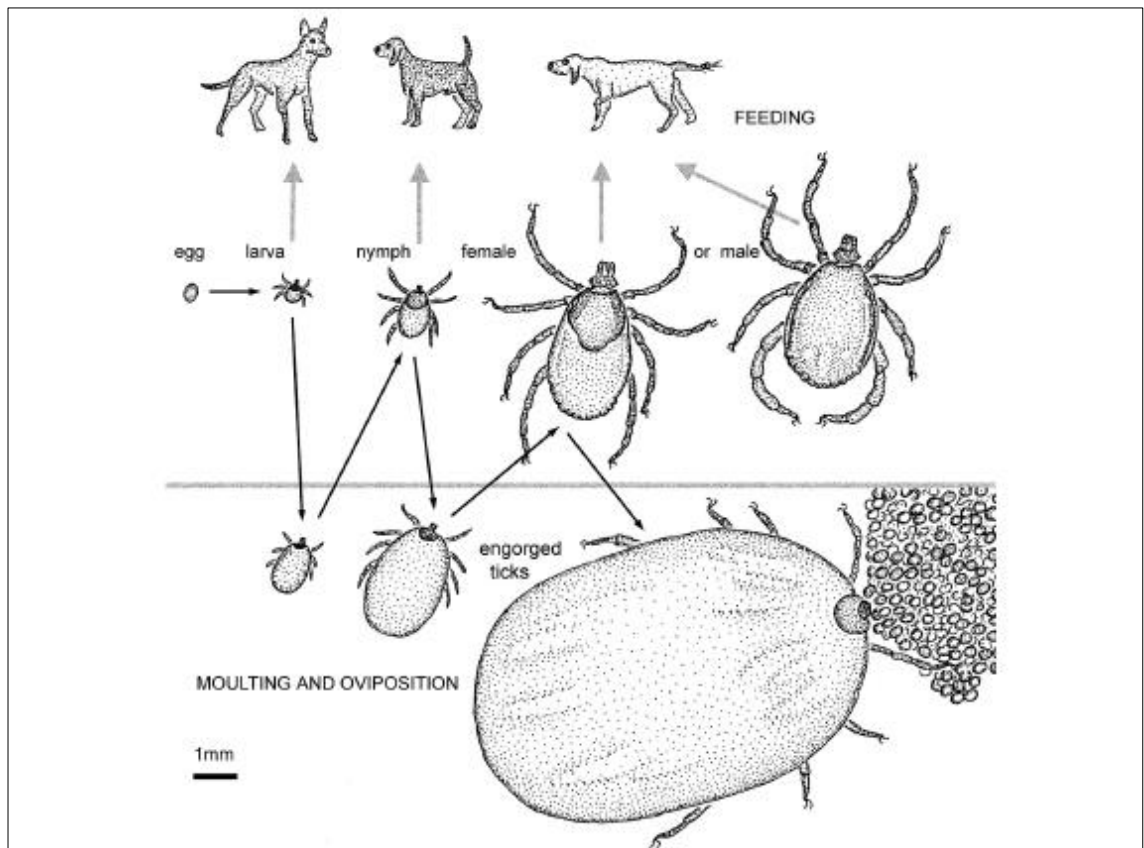 FEEDING
egg larva nymph female or male
engorged
ticks
MOULTING AND OVIPOSITION
1mm